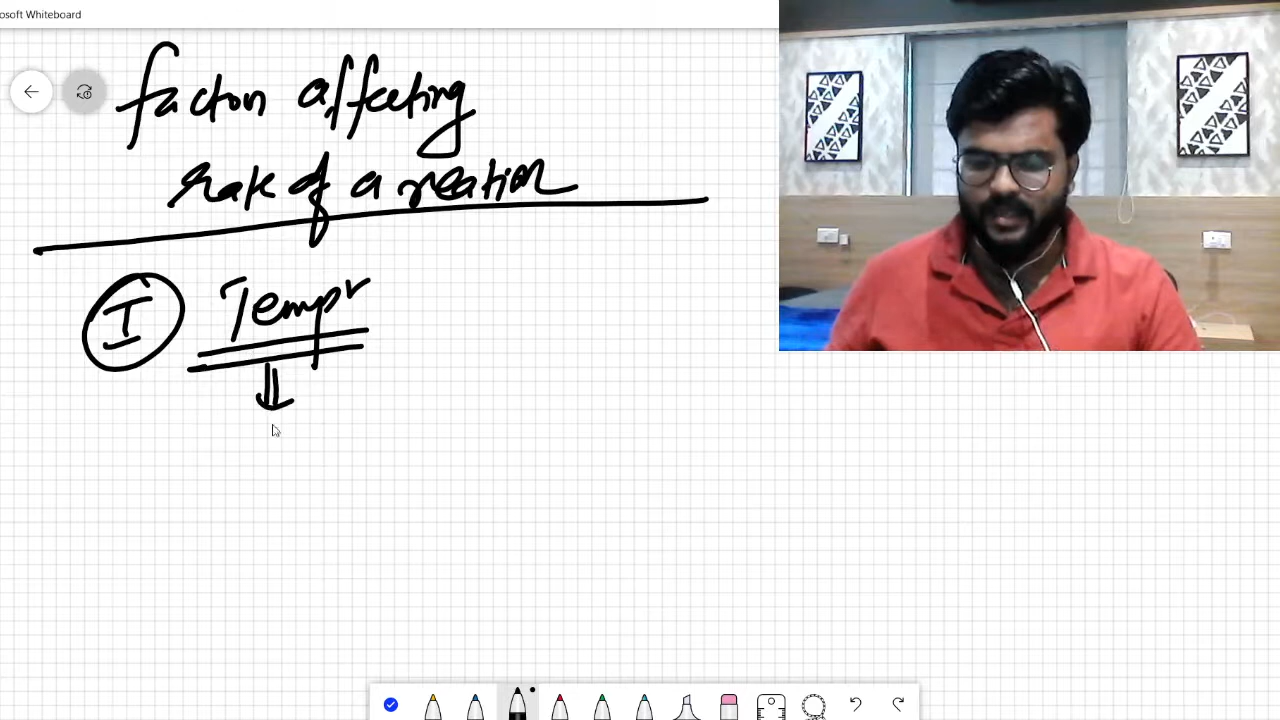 osoft Whiteboard
factors affecting
rate of a reaction
I Tempr